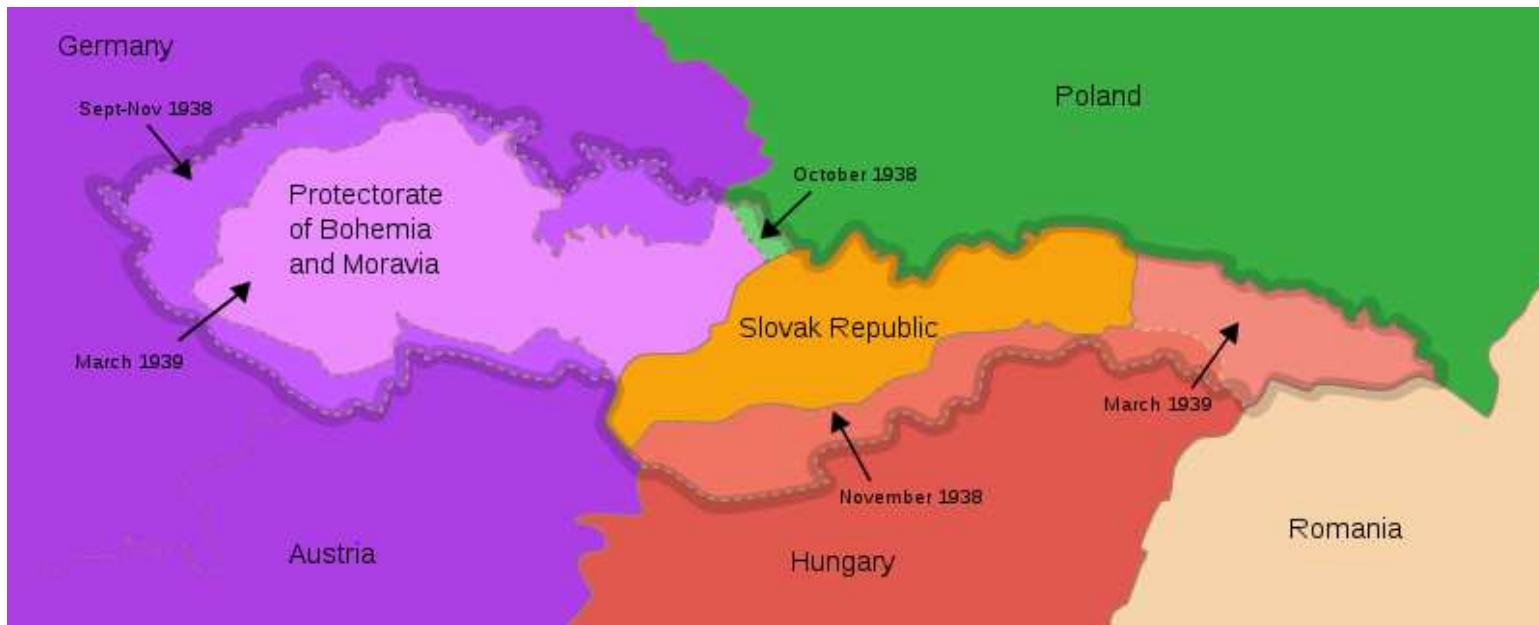 Germany
Sept-Nov 1938
Poland
October 1938
Protectorate
of Bohemia
and Moravia
Slovak Republic
March 1939
March 1939
November 1938
Austria
Hungary
Romania